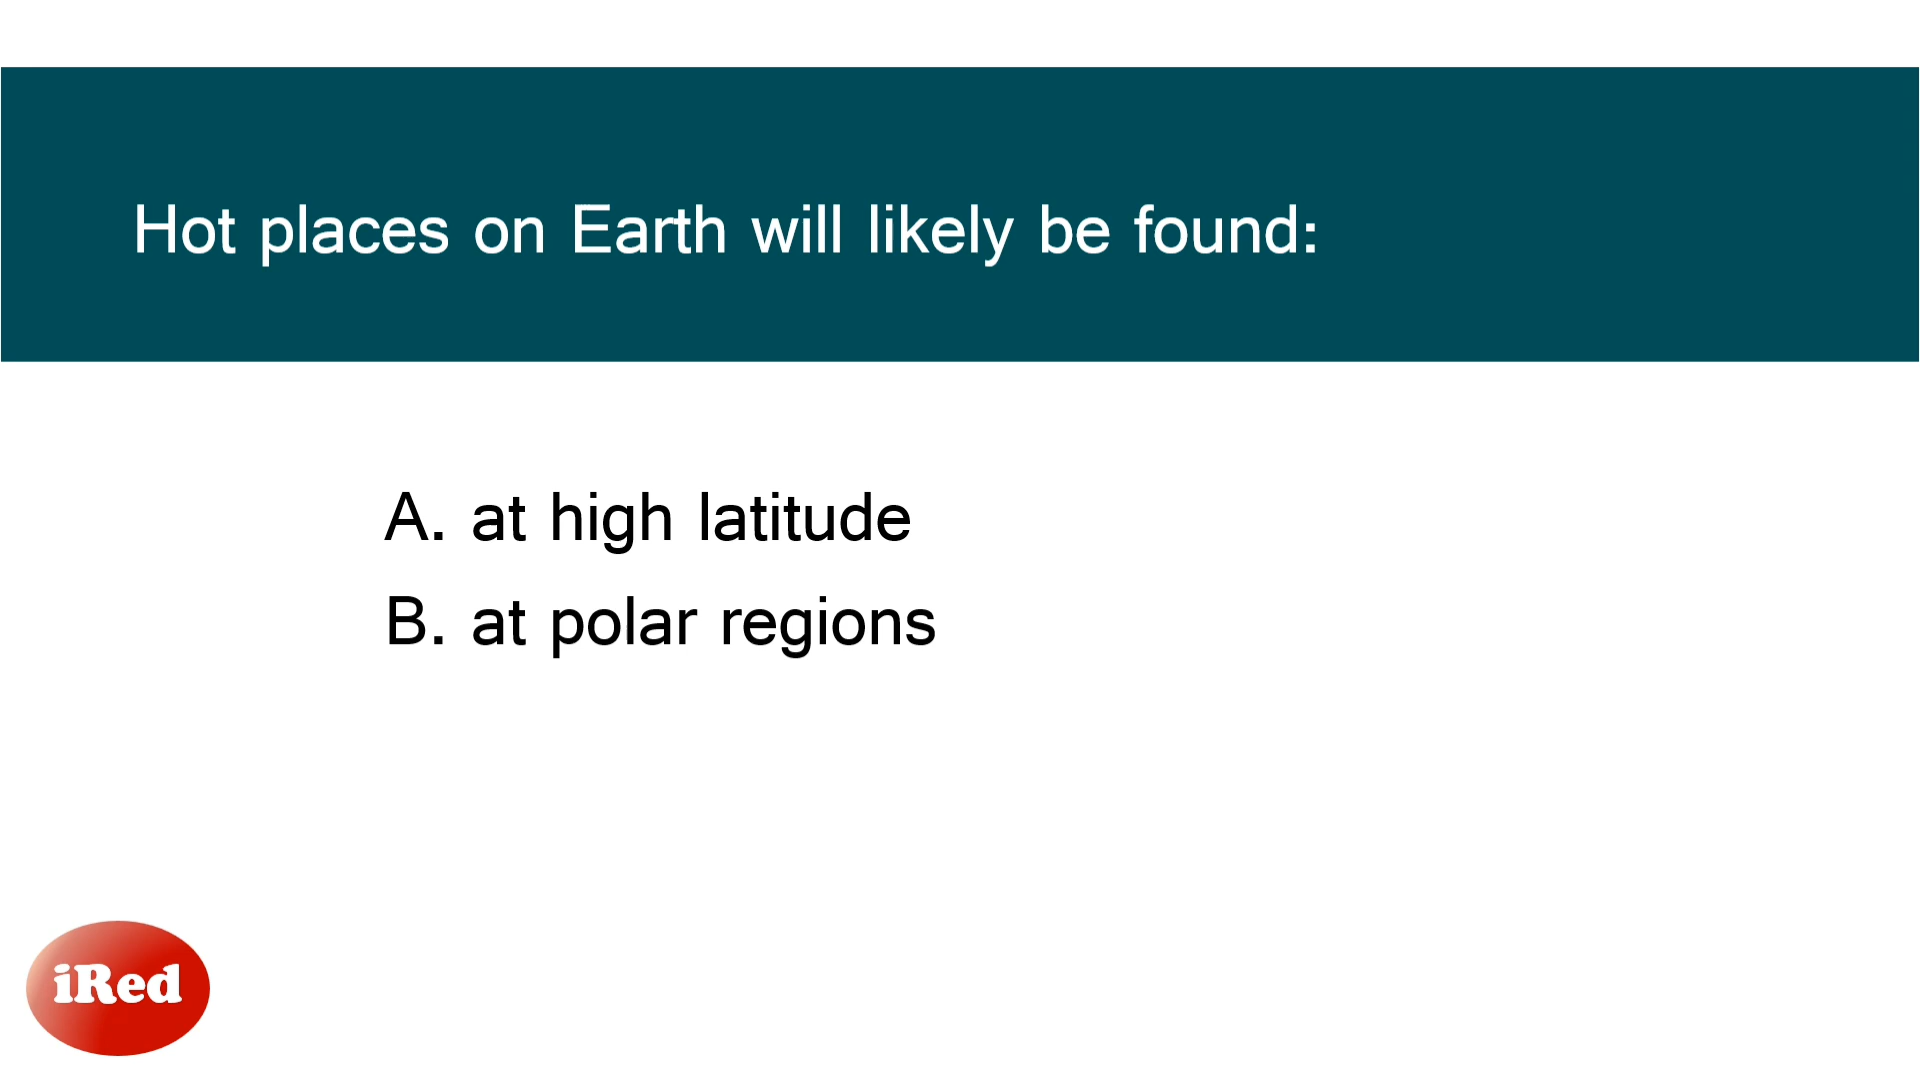 Hot places on Earth will likely be found:
A. at high latitude
B. at polar regions
iRed